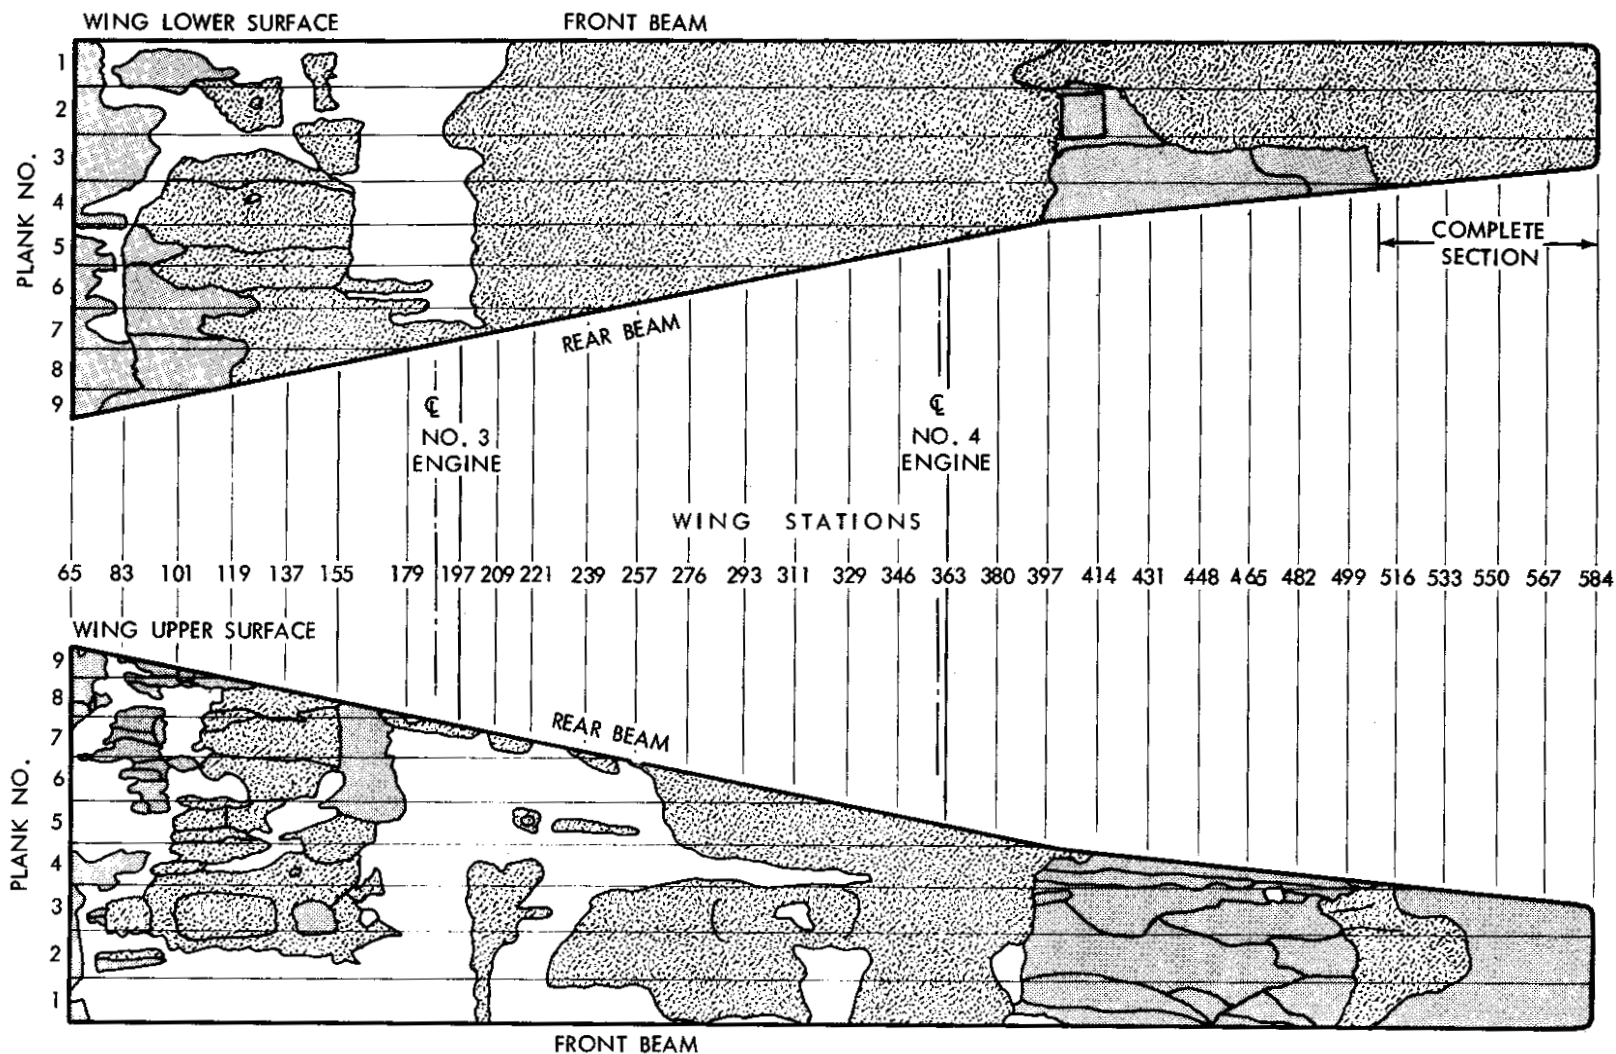 WING LOWER SURFACE
FRONT BEAM
PLANK NO.
1
2
3
4
5
6
7
8
9
COMPLETE
SECTION
REAR BEAM
℄
NO. 3
ENGINE
℄
NO. 4
ENGINE
WING STATIONS
65 83 101 119 137 155 179 197 209 221 239 257 276 293 311 329 346 363 380 397 414 431 448 465 482 499 516 533 550 567 584
WING UPPER SURFACE
PLANK NO.
9
8
7
6
5
4
3
2
1
REAR BEAM
FRONT BEAM